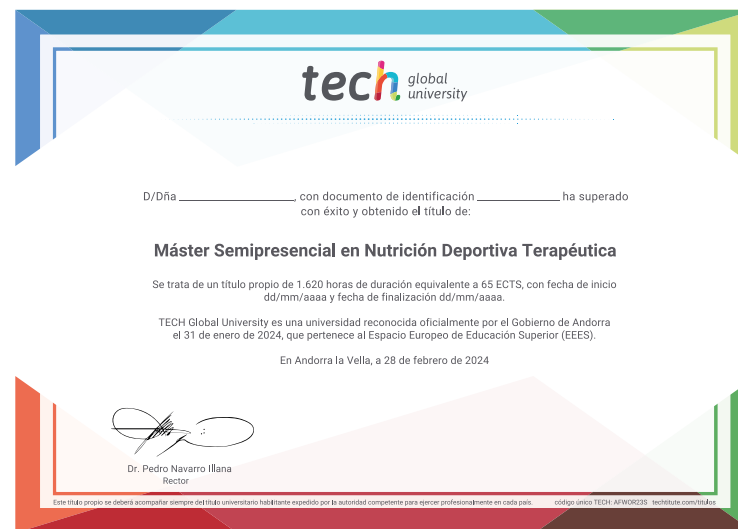 tech global university
D/Dña ____________________, con documento de identificación ______________ ha superado
con éxito y obtenido el título de:
Máster Semipresencial en Nutrición Deportiva Terapéutica
Se trata de un título propio de 1.620 horas de duración equivalente a 65 ECTS, con fecha de inicio
dd/mm/aaaa y fecha de finalización dd/mm/aaaa.
TECH Global University es una universidad reconocida oficialmente por el Gobierno de Andorra
el 31 de enero de 2024, que pertenece al Espacio Europeo de Educación Superior (EEES).
En Andorra la Vella, a 28 de febrero de 2024
Dr. Pedro Navarro Illana
Rector
Este título propio se deberá acompañar siempre del título universitario habilitante expedido por la autoridad competente para ejercer profesionalmente en cada país. código único TECH: AFWOR23S techtitute.com/titulos